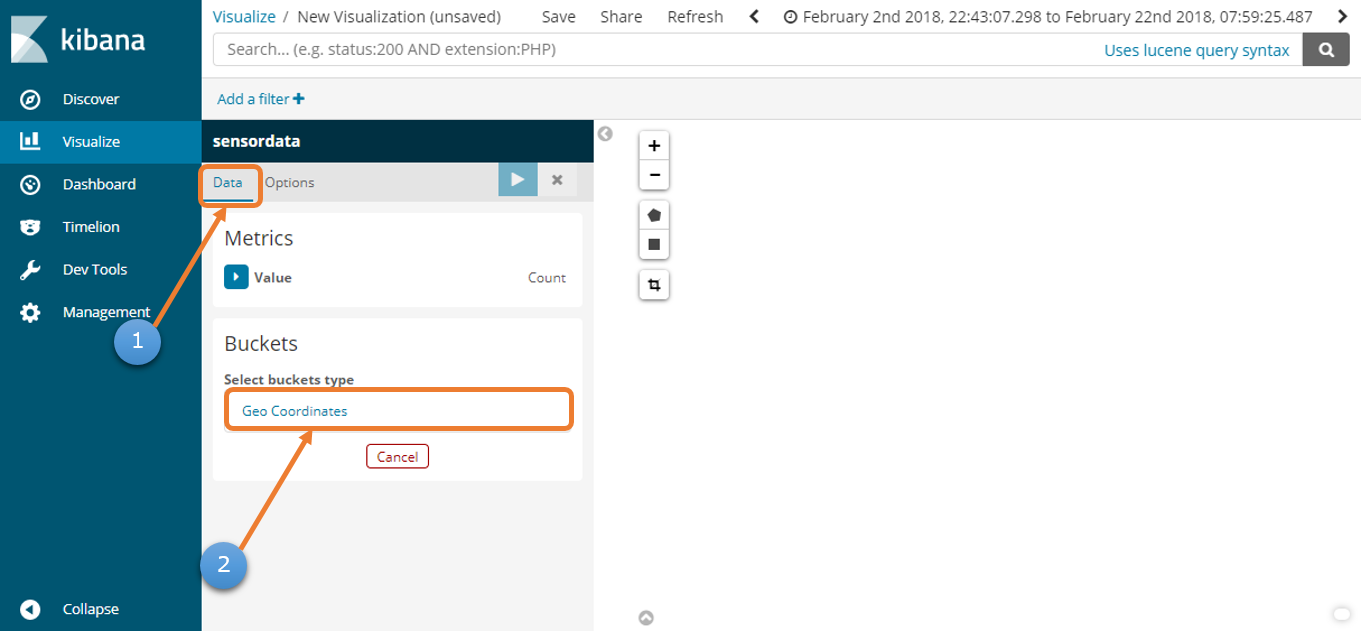 kibana
Discover
Visualize
Dashboard
Timelion
Dev Tools
Management
Collapse
Visualize / New Visualization (unsaved) Save Share Refresh February 2nd 2018, 22:43:07.298 to February 22nd 2018, 07:59:25.487
Search... (e.g. status:200 AND extension:PHP) Uses lucene query syntax
Add a filter +
sensordata
Data Options
Metrics
Value Count
Buckets
Select buckets type
Geo Coordinates
Cancel
1
2
+
−